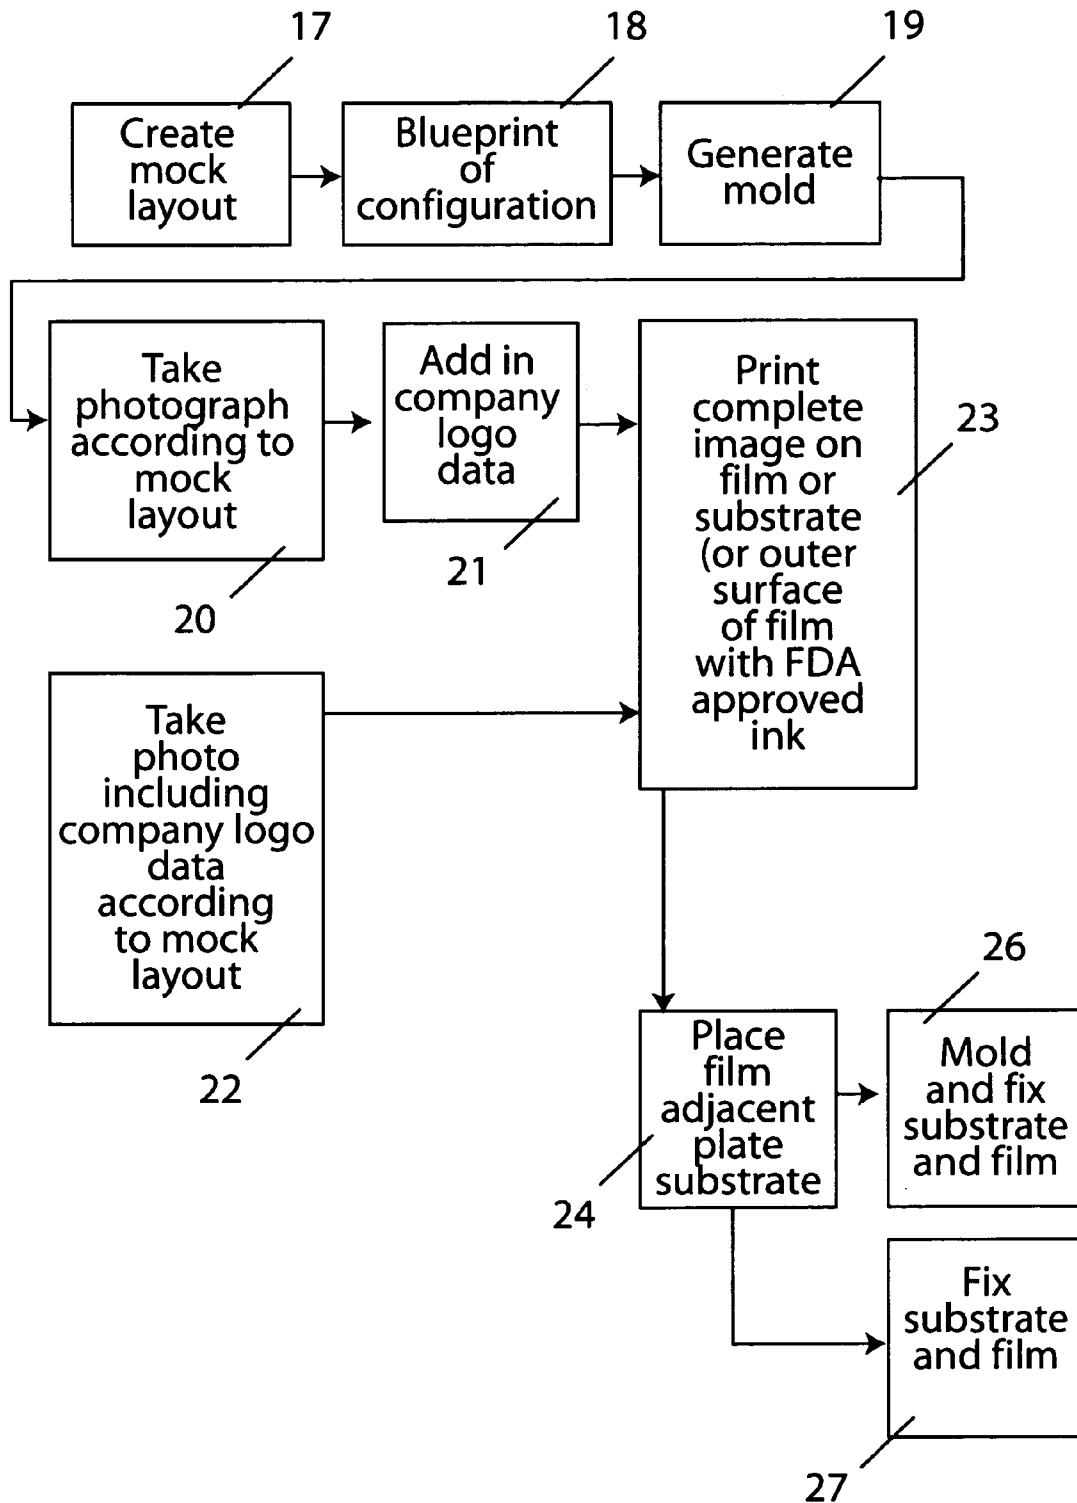 17
18
19
Create
mock
layout
Blueprint
of
configuration
Generate
mold
Take
photograph
according to
mock
layout
20
Add in
company
logo
data
21
Print
complete
image on
film or
substrate
(or outer
surface
of film
with FDA
approved
ink
23
Take
photo
including
company logo
data
according
to mock
layout
22
Place
film
adjacent
plate
substrate
24
26
Mold
and fix
substrate
and film
Fix
substrate
and film
27